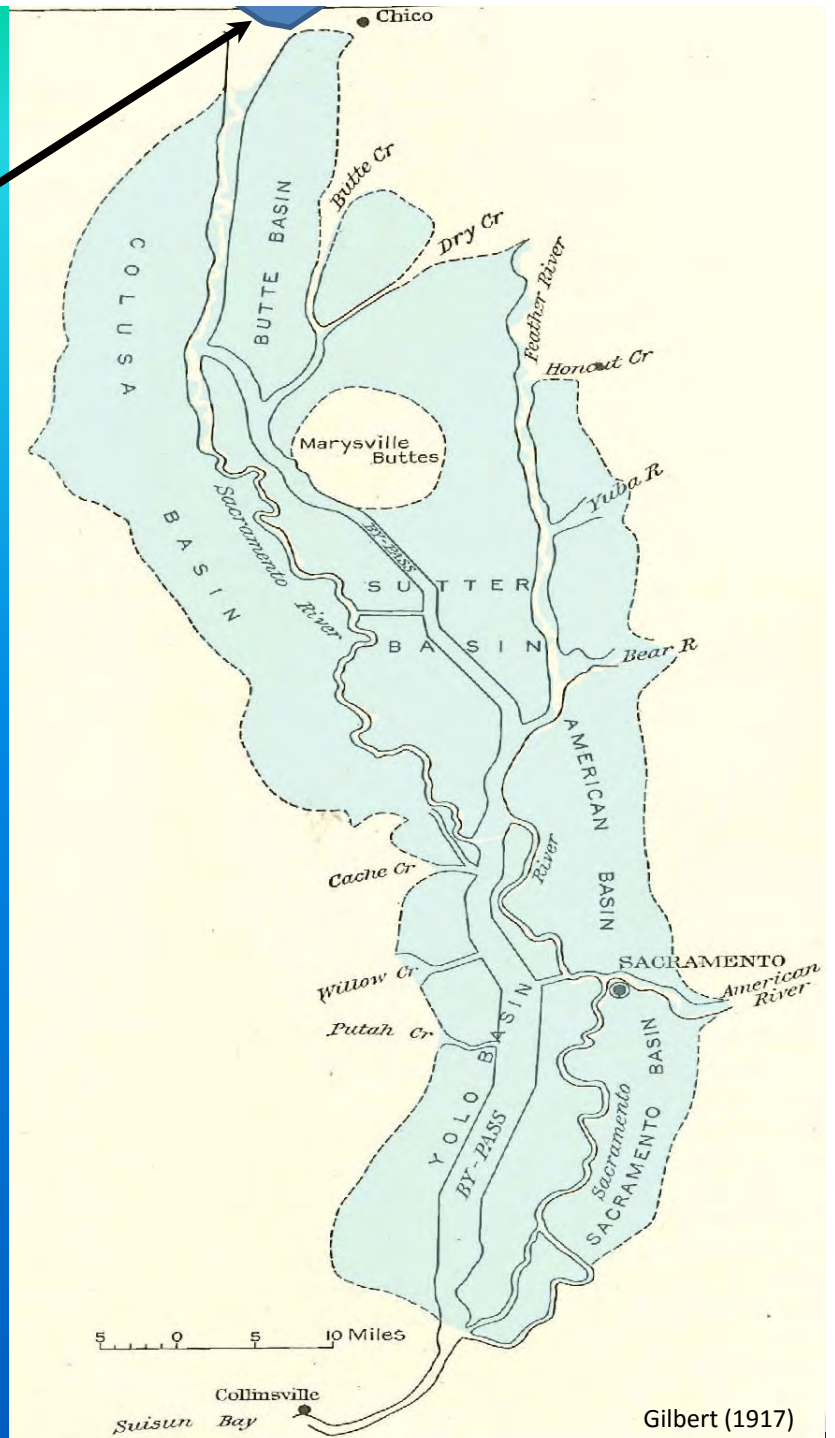 Chico
Butte Cr
Dry Cr
BUTTE BASIN
COLUSA
BASIN
Feather River
Honcut Cr
Marysville
Buttes
Yuba R
Sacramento River
BY-PASS
SUTTER
BASIN
Bear R
AMERICAN BASIN
Cache Cr
River
SACRAMENTO
American
River
Willow Cr
Putah Cr
YOLO BASIN
BY-PASS
Sacramento
SACRAMENTO BASIN
5 0 5 10 Miles
Collinsville
Suisun Bay
Gilbert (1917)